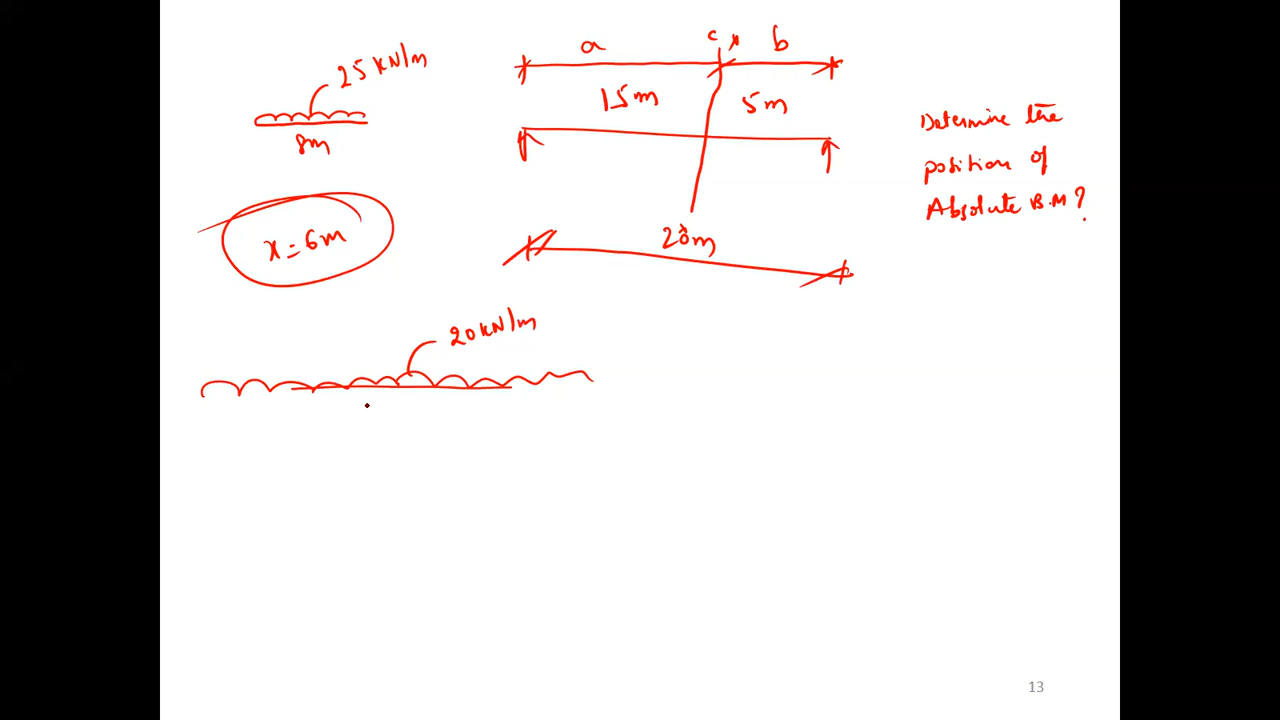 25 kN/m
8m
x = 6m
a
c
b
15m
5m
20m
Determine the
position of
Absolute B.M?
20 kN/m
13